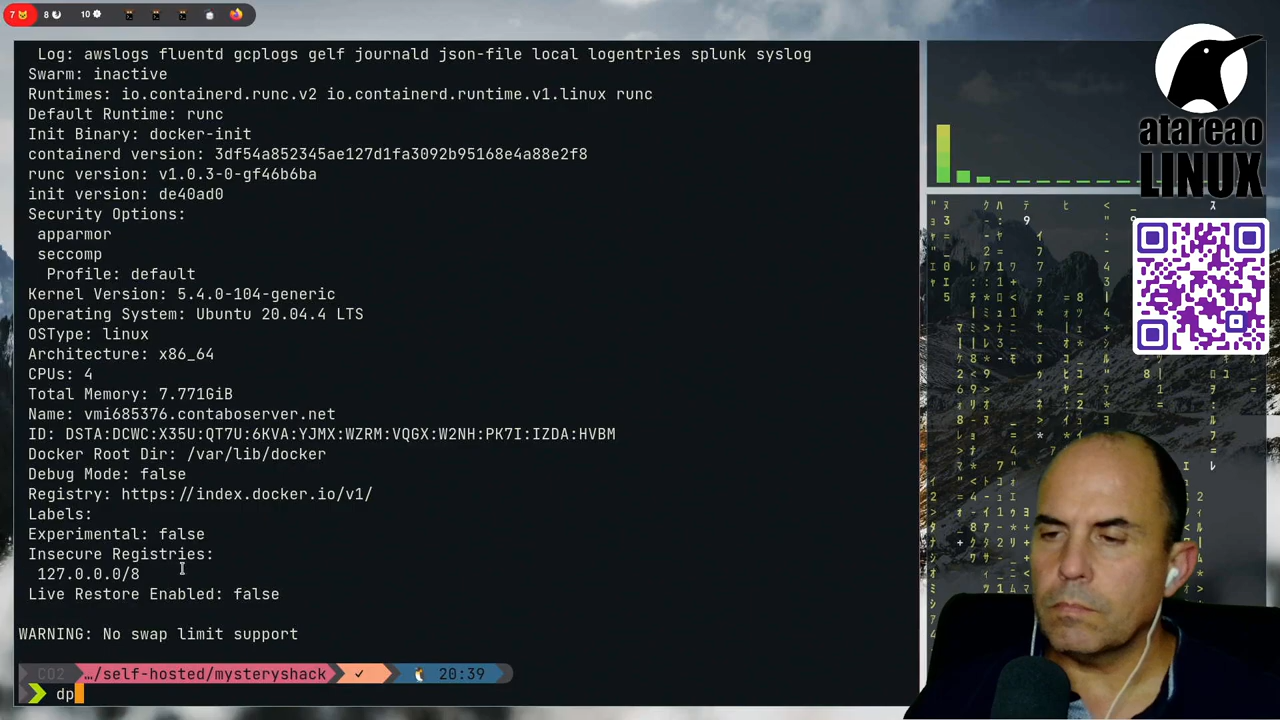 7 8 10
Log: awslogs fluentd gcplogs gelf journald json-file local logentries splunk syslog
Swarm: inactive
Runtimes: io.containerd.runc.v2 io.containerd.runtime.v1.linux runc
Default Runtime: runc
Init Binary: docker-init
containerd version: 3df54a852345ae127d1fa3092b95168e4a88e2f8
runc version: v1.0.3-0-gf46b6ba
init version: de40ad0
Security Options:
apparmor
seccomp
Profile: default
Kernel Version: 5.4.0-104-generic
Operating System: Ubuntu 20.04.4 LTS
OSType: linux
Architecture: x86_64
CPUs: 4
Total Memory: 7.771GiB
Name: vmi685376.contaboserver.net
ID: DSTA:DCWC:X35U:QT7U:6KVA:YJMX:WZRM:VQGX:W2NH:PK7I:IZDA:HVBM
Docker Root Dir: /var/lib/docker
Debug Mode: false
Registry: https://index.docker.io/v1/
Labels:
Experimental: false
Insecure Registries:
127.0.0.0/8
Live Restore Enabled: false
WARNING: No swap limit support
CO2 …/self-hosted/mysteryshack ✓ 20:39
dp
atareao
LINUX